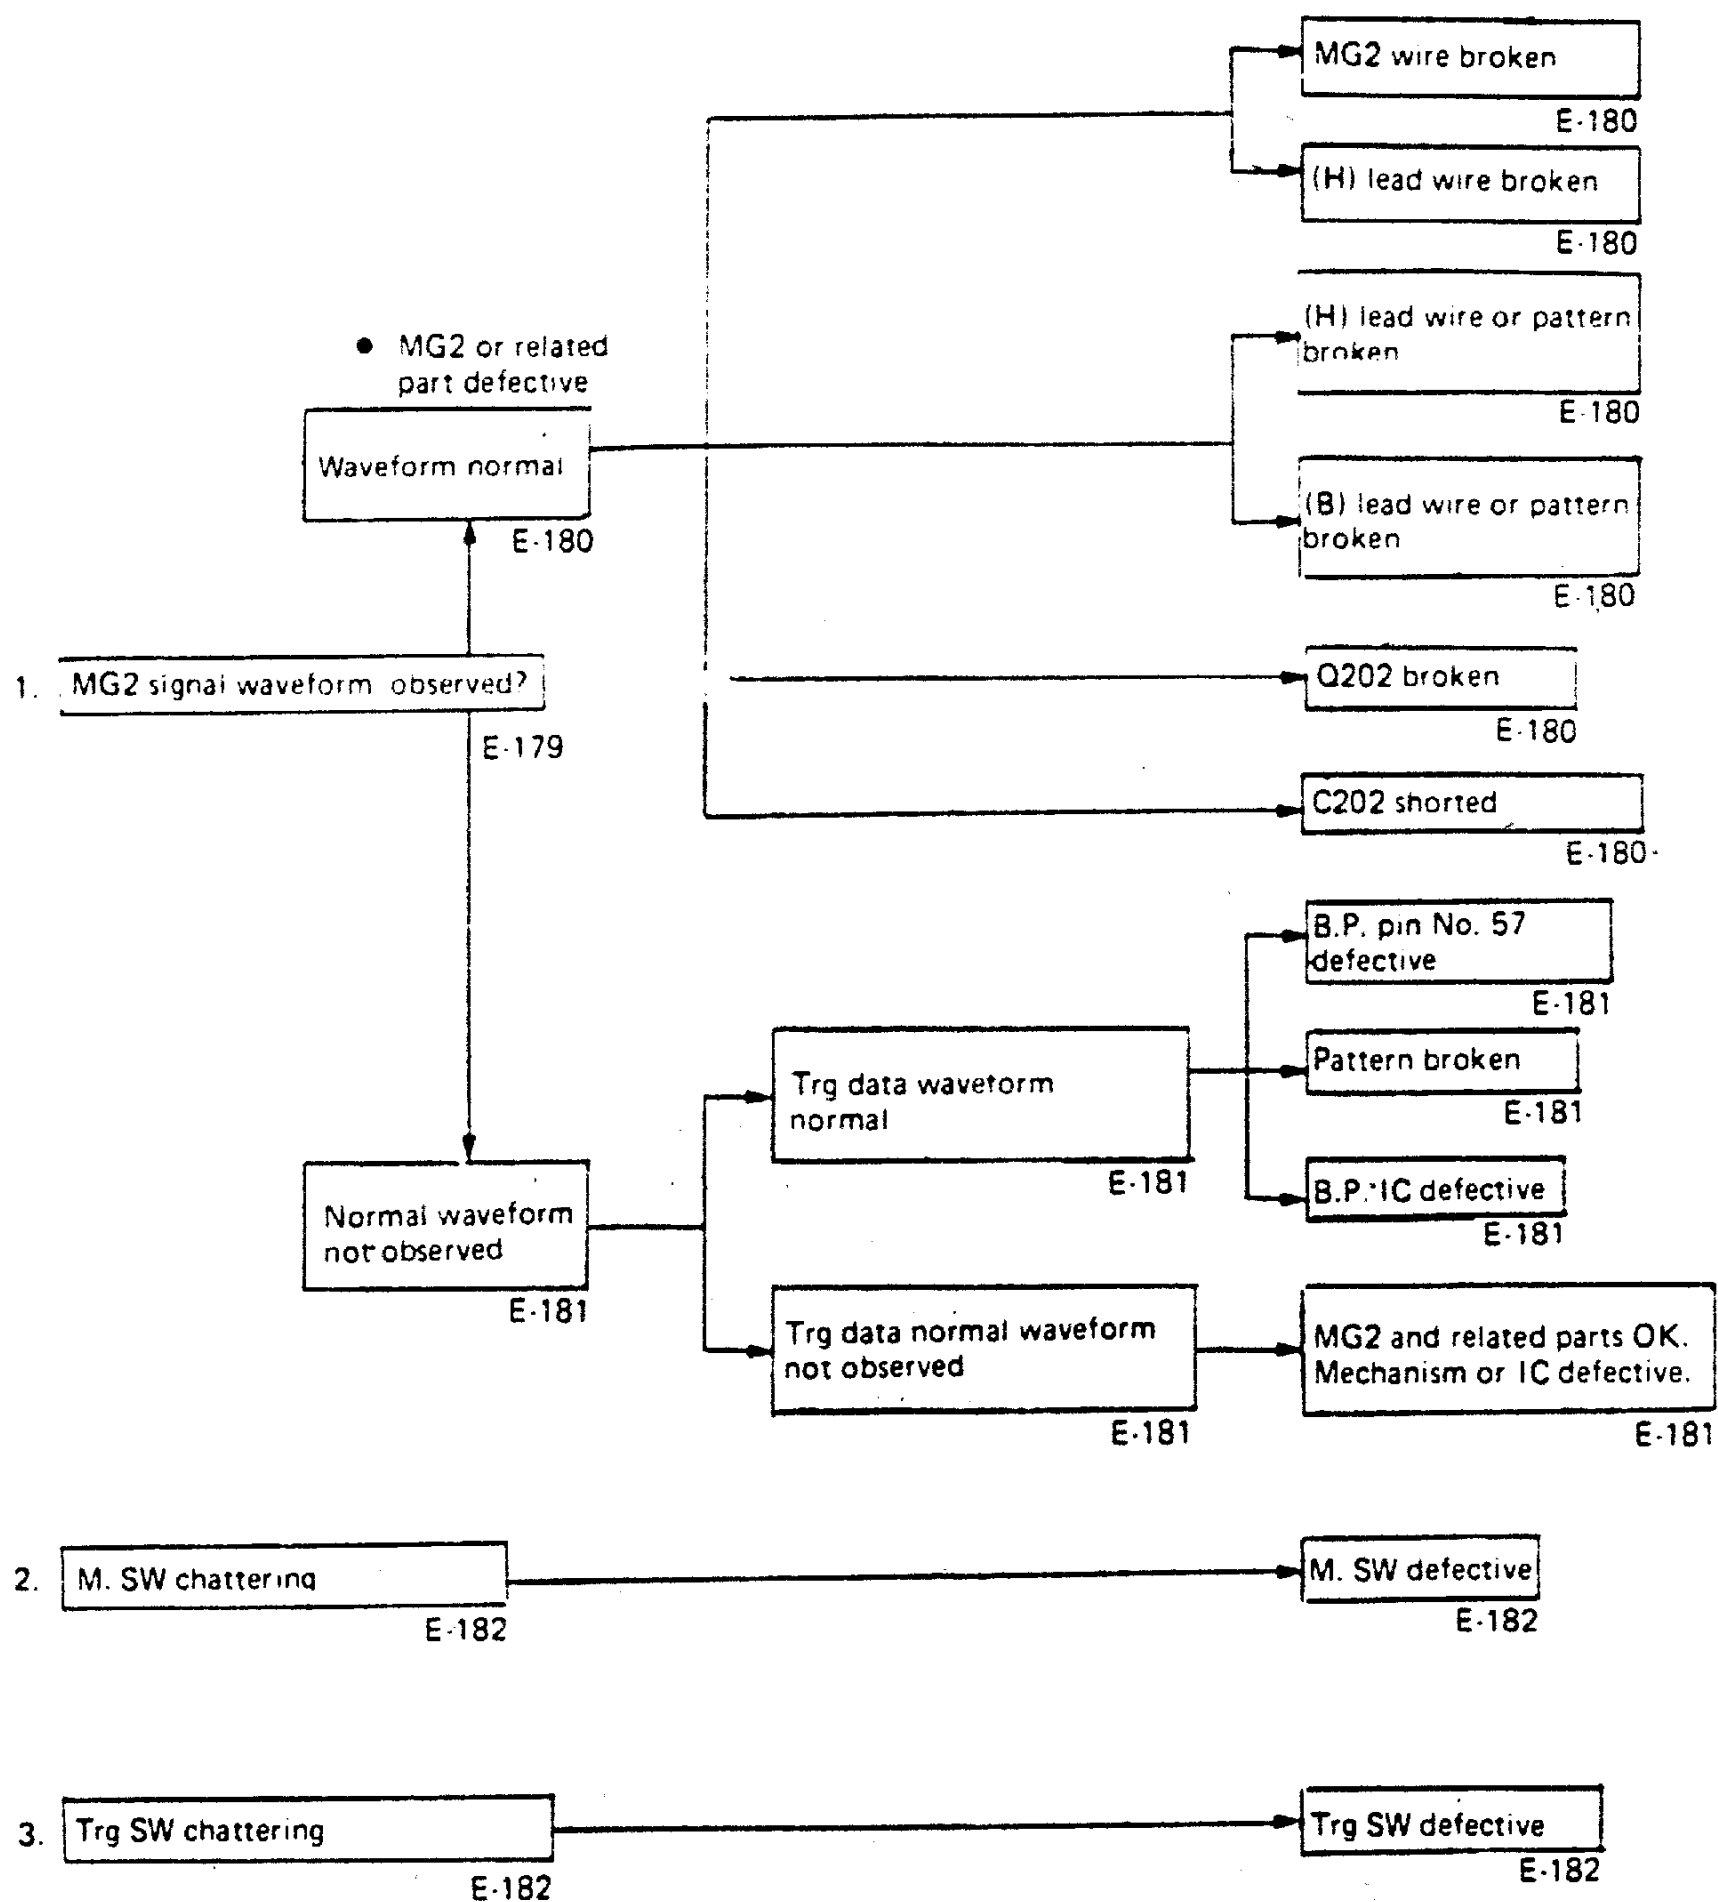 MG2 wire broken
E-180
(H) lead wire broken
E-180
(H) lead wire or pattern
broken
E-180
● MG2 or related
part defective
Waveform normal
E-180
(B) lead wire or pattern
broken
E-180
1. MG2 signal waveform observed?
E-179
Q202 broken
E-180
C202 shorted
E-180
B.P. pin No. 57
defective
E-181
Trg data waveform
normal
E-181
Pattern broken
E-181
B.P. IC defective
E-181
Normal waveform
not observed
E-181
Trg data normal waveform
not observed
E-181
MG2 and related parts OK.
Mechanism or IC defective.
E-181
2. M. SW chattering
E-182
M. SW defective
E-182
3. Trg SW chattering
E-182
Trg SW defective
E-182